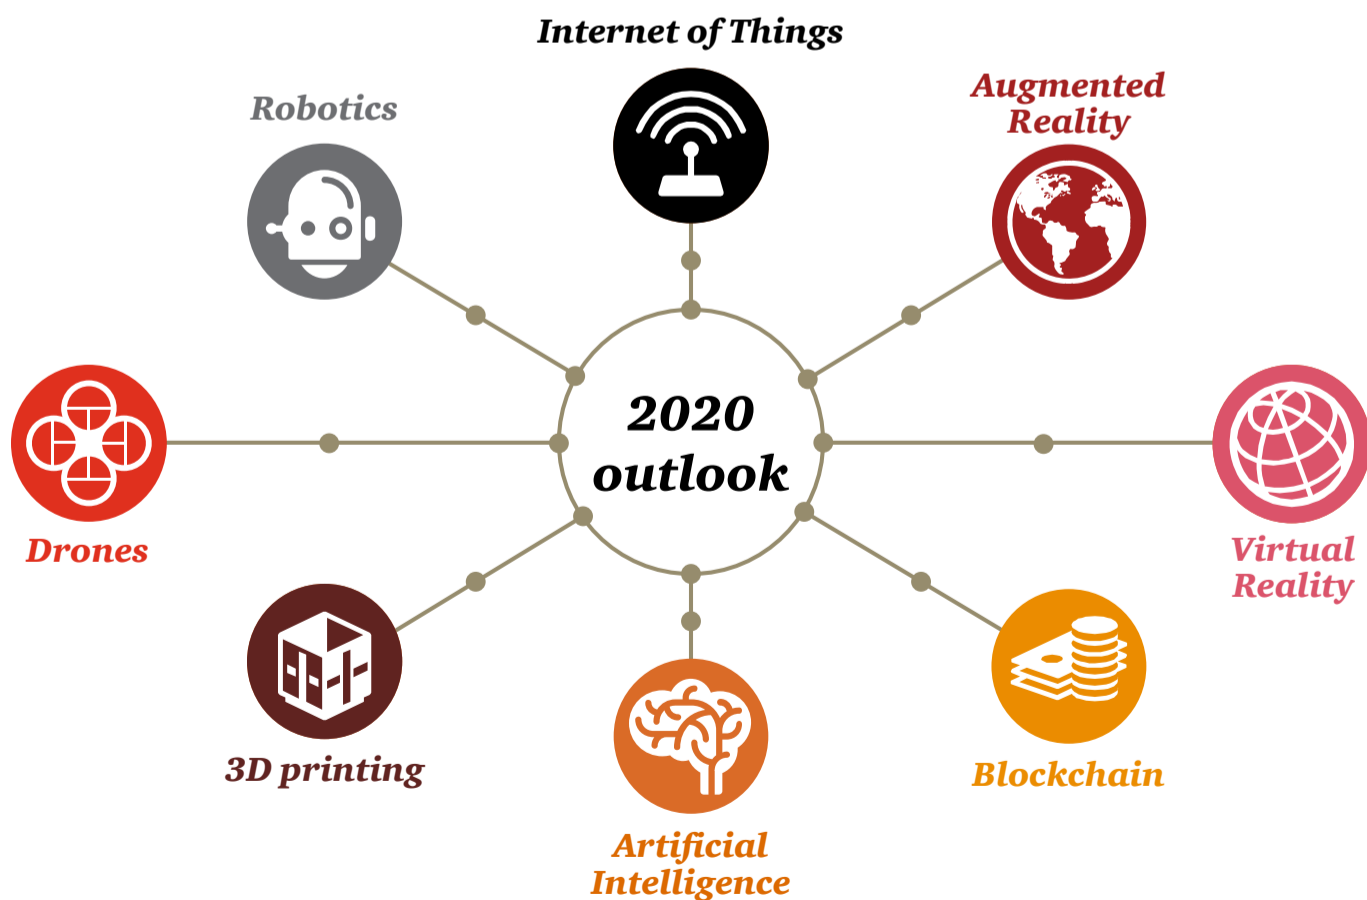 Internet of Things
Augmented
Reality
Robotics
2020
outlook
Drones
Virtual
Reality
3D printing
Blockchain
Artificial
Intelligence